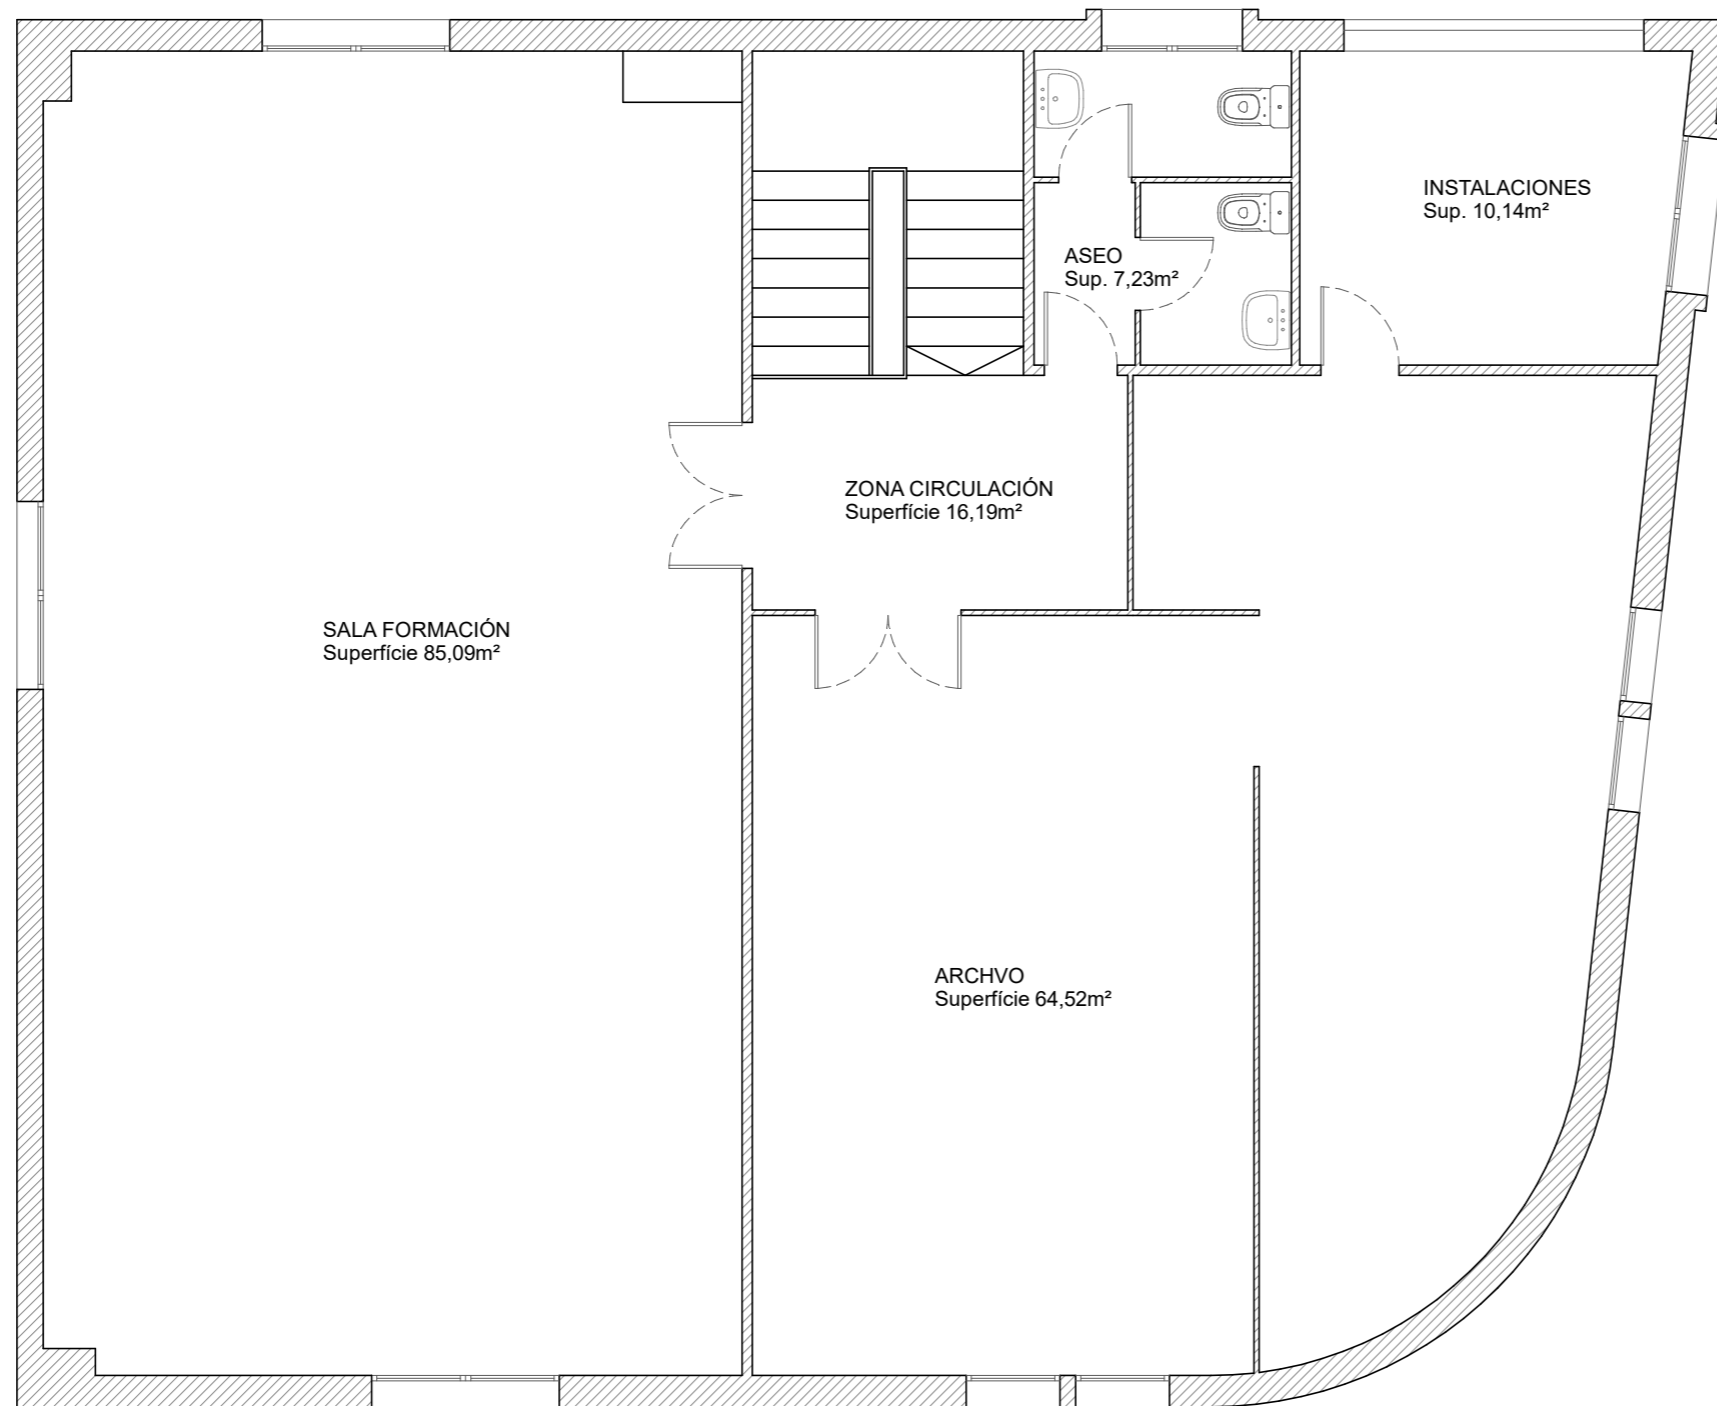 INSTALACIONES
Sup. 10,14m²
ASEO
Sup. 7,23m²
ZONA CIRCULACIÓN
Superfície 16,19m²
SALA FORMACIÓN
Superfície 85,09m²
ARCHVO
Superfície 64,52m²